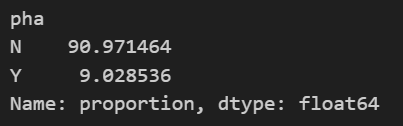 pha
N    90.971464
Y     9.028536
Name: proportion, dtype: float64